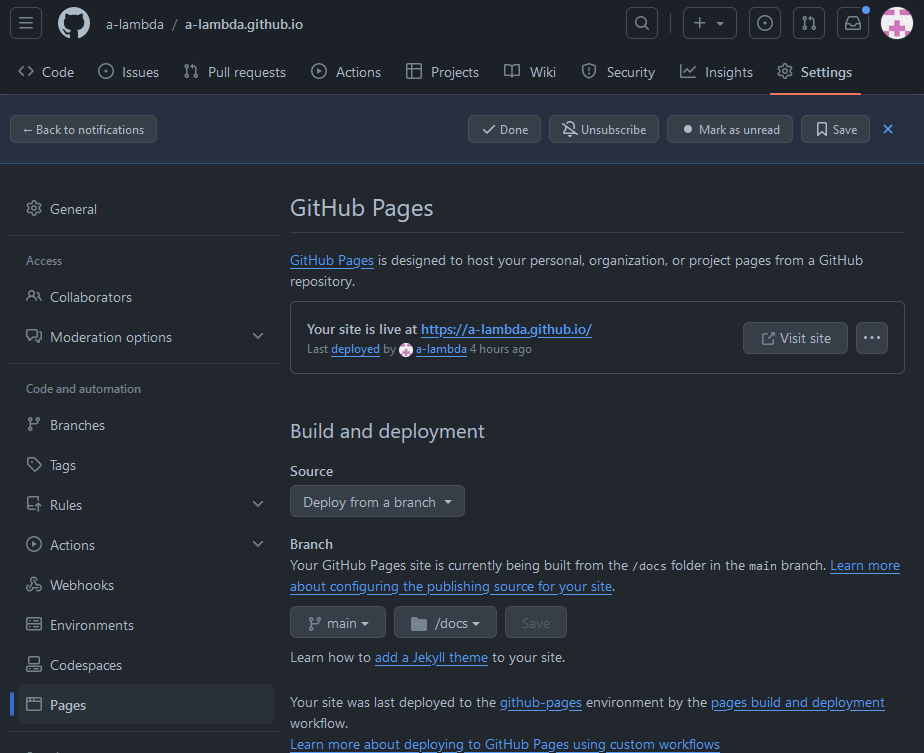 a-lambda / a-lambda.github.io
Code Issues Pull requests Actions Projects Wiki Security Insights Settings
← Back to notifications Done Unsubscribe Mark as unread Save
General
Access
Collaborators
Moderation options
Code and automation
Branches
Tags
Rules
Actions
Webhooks
Environments
Codespaces
Pages
GitHub Pages
GitHub Pages is designed to host your personal, organization, or project pages from a GitHub
repository.
Your site is live at https://a-lambda.github.io/
Last deployed by a-lambda 4 hours ago
Visit site
Build and deployment
Source
Deploy from a branch
Branch
Your GitHub Pages site is currently being built from the /docs folder in the main branch. Learn more
about configuring the publishing source for your site.
main /docs Save
Learn how to add a Jekyll theme to your site.
Your site was last deployed to the github-pages environment by the pages build and deployment
workflow.
Learn more about deploying to GitHub Pages using custom workflows